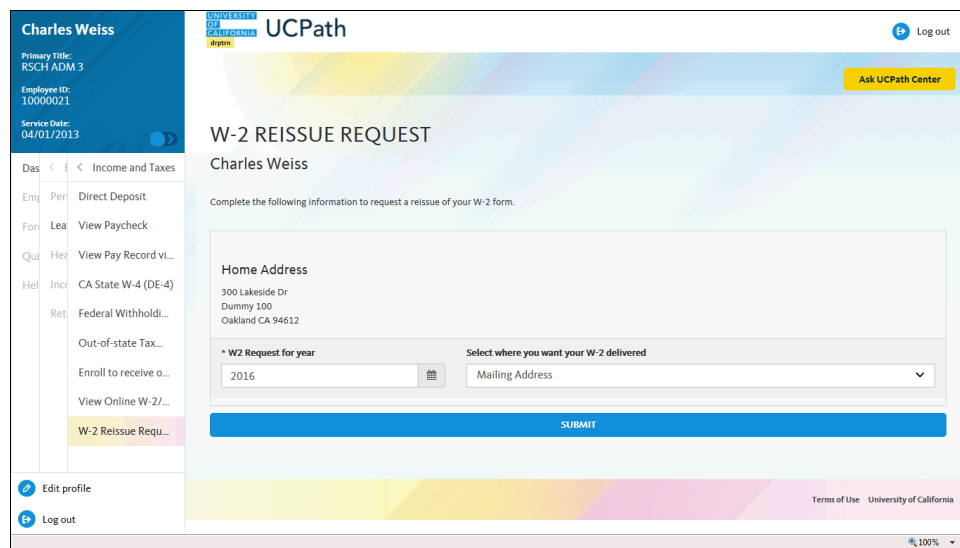 Charles Weiss
Primary Title:
RSCH ADM 3
Employee ID:
10000021
Service Date:
04/01/2013
Das
Emp
For
Qui
Hel
Per
Lea
Hea
Inco
Ret
Income and Taxes
Direct Deposit
View Paycheck
View Pay Record vi...
CA State W-4 (DE-4)
Federal Withholdi...
Out-of-state Tax...
Enroll to receive o...
View Online W-2/...
W-2 Reissue Requ...
Edit profile
Log out
UNIVERSITY
OF
CALIFORNIA
UCPath
drptrn
Log out
Ask UCPath Center
W-2 REISSUE REQUEST
Charles Weiss
Complete the following information to request a reissue of your W-2 form.
Home Address
300 Lakeside Dr
Dummy 100
Oakland CA 94612
* W2 Request for year
2016
Select where you want your W-2 delivered
Mailing Address
SUBMIT
Terms of Use University of California
100%